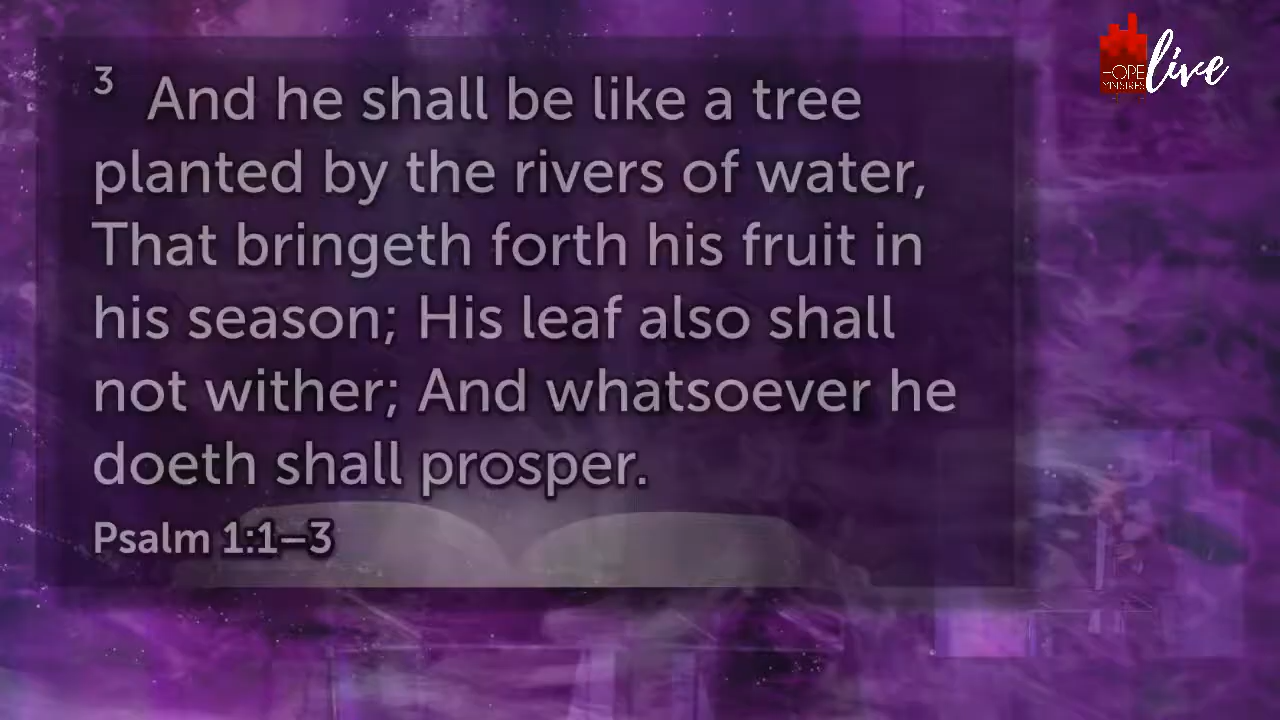 3 And he shall be like a tree
planted by the rivers of water,
That bringeth forth his fruit in
his season; His leaf also shall
not wither; And whatsoever he
doeth shall prosper.
Psalm 1:1–3
HOPE
MINISTRIES
live